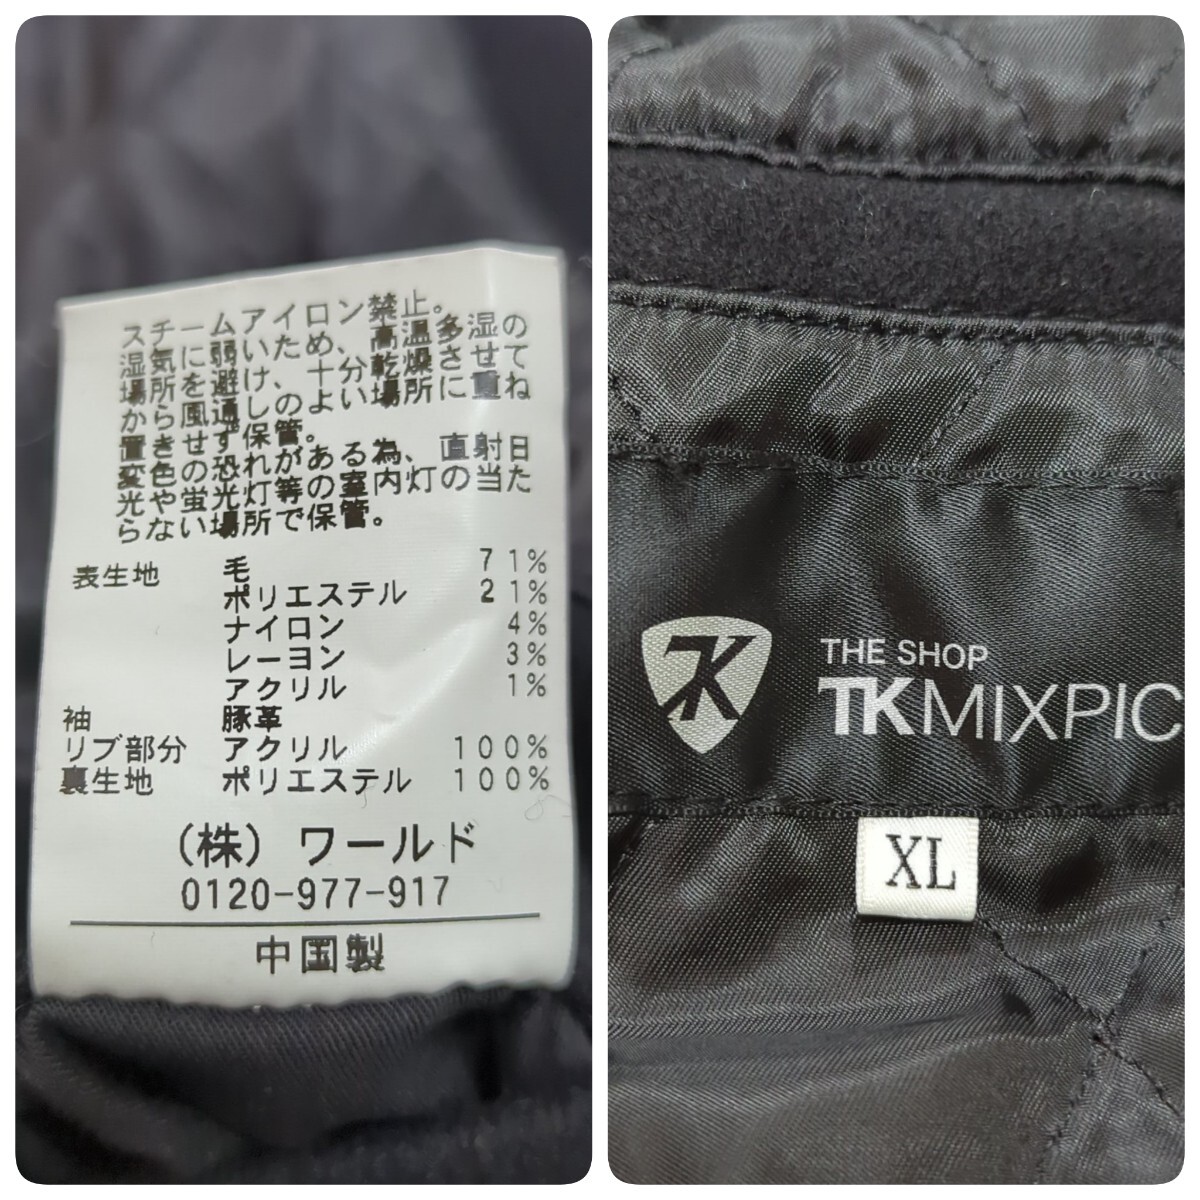 スチームアイロン禁止。
湿気に弱いため、高温多湿の
場所を避け、十分乾燥させて
から風通しのよい場所に重ね
置きせず保管。
変色の恐れがある為、直射日
光や蛍光灯等の室内灯の当た
らない場所で保管。
表生地 毛 71%
ポリエステル 21%
ナイロン 4%
レーヨン 3%
アクリル 1%
袖 豚革
リブ部分 アクリル 100%
裏生地 ポリエステル 100%
(株) ワールド
0120-977-917
中国製
TK
THE SHOP
TKMIXPIC
XL